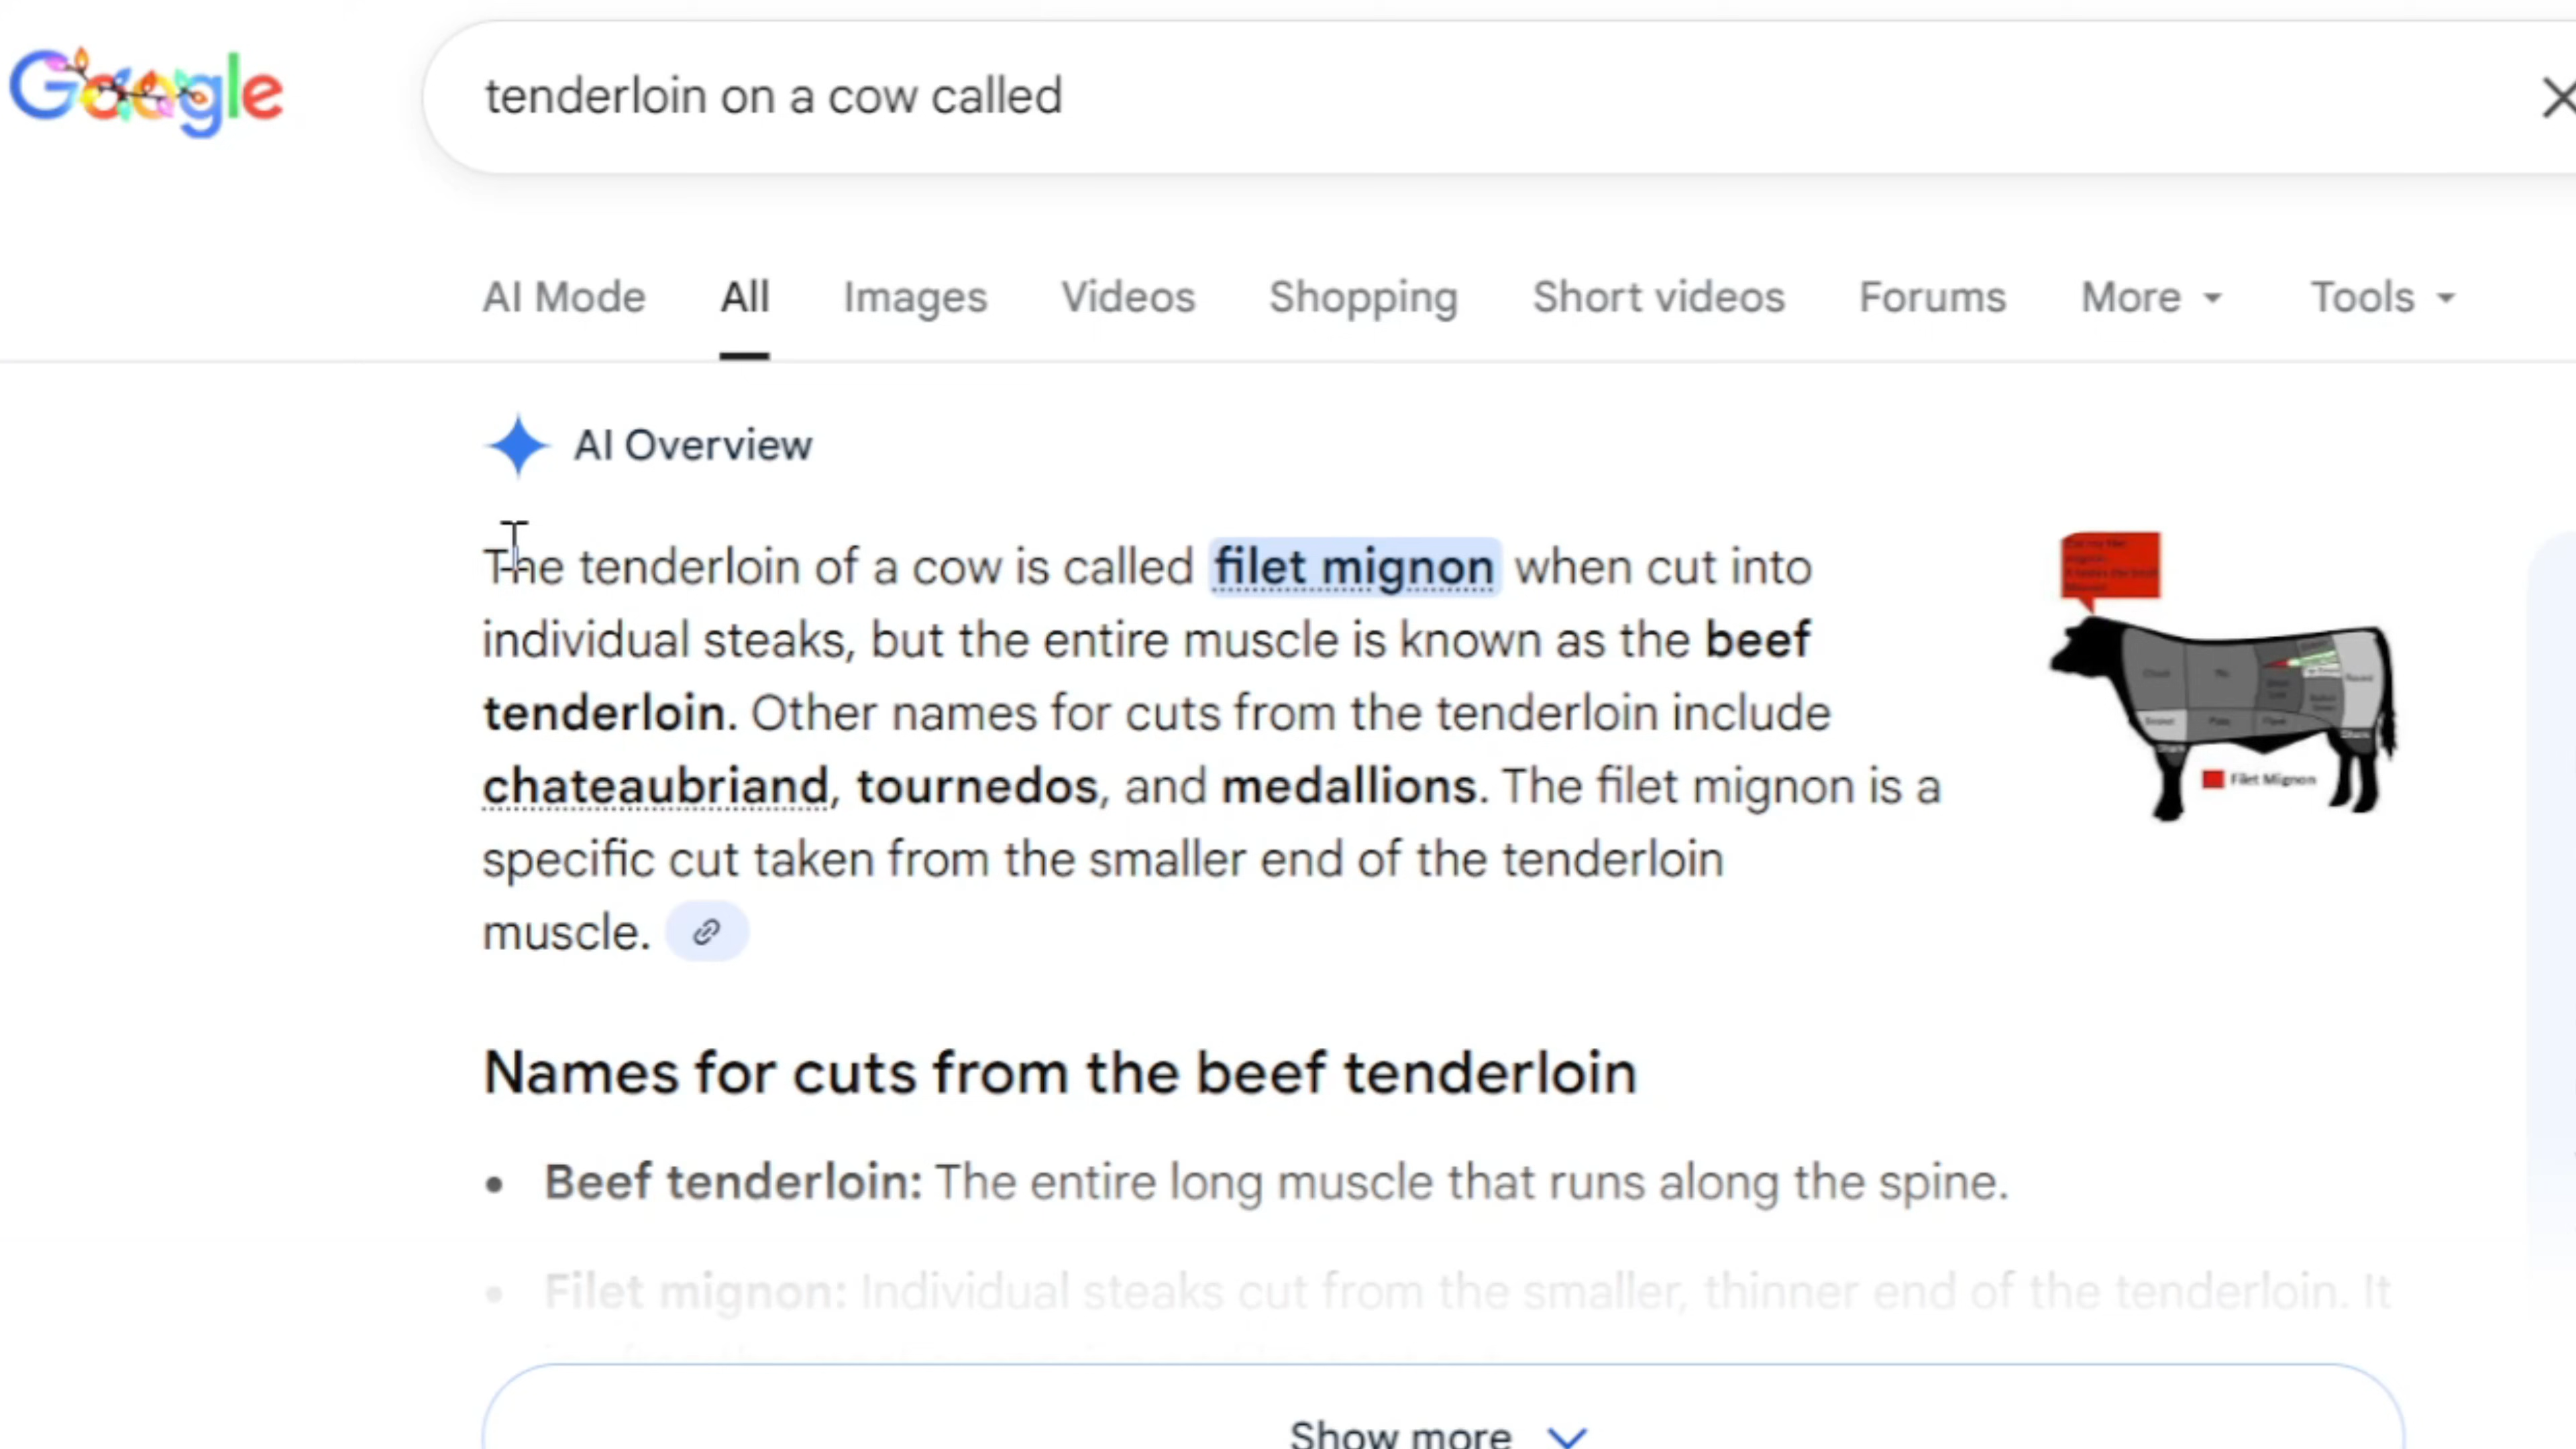 Google
tenderloin on a cow called
AI Mode All Images Videos Shopping Short videos Forums More Tools
AI Overview
The tenderloin of a cow is called filet mignon when cut into
individual steaks, but the entire muscle is known as the beef
tenderloin. Other names for cuts from the tenderloin include
chateaubriand, tournedos, and medallions. The filet mignon is a
specific cut taken from the smaller end of the tenderloin
muscle.
Filet Mignon
Names for cuts from the beef tenderloin
• Beef tenderloin: The entire long muscle that runs along the spine.
• Filet mignon: Individual steaks cut from the smaller, thinner end of the tenderloin. It
Show more